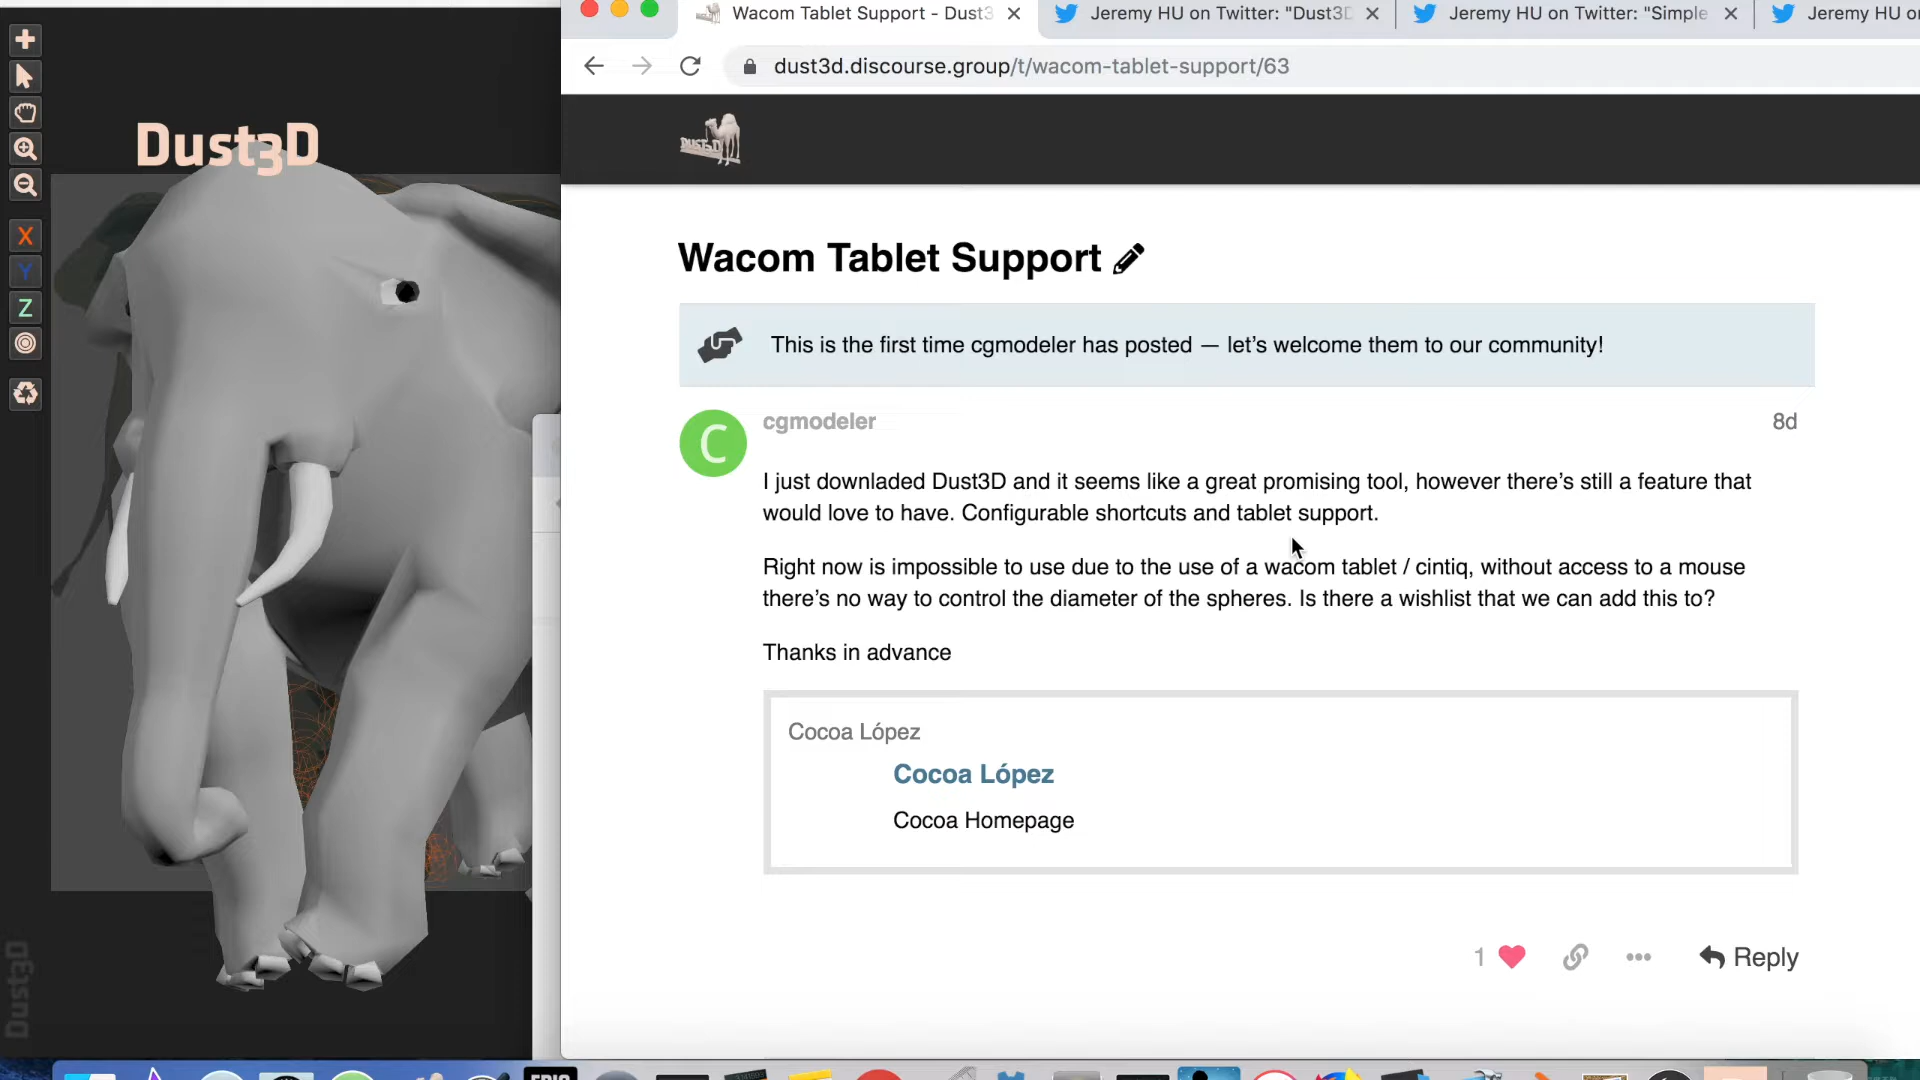 Wacom Tablet Support - Dust3
Jeremy HU on Twitter: "Dust3D
Jeremy HU on Twitter: "Simple
Jeremy HU on
dust3d.discourse.group/t/wacom-tablet-support/63
Dust3D
DUST3D
X
Y
Z
Wacom Tablet Support
This is the first time cgmodeler has posted — let’s welcome them to our community!
C
cgmodeler
8d
I just downladed Dust3D and it seems like a great promising tool, however there’s still a feature that
would love to have. Configurable shortcuts and tablet support.
Right now is impossible to use due to the use of a wacom tablet / cintiq, without access to a mouse
there’s no way to control the diameter of the spheres. Is there a wishlist that we can add this to?
Thanks in advance
Cocoa López
Cocoa López
Cocoa Homepage
1
Reply
Dust3D
EPIC